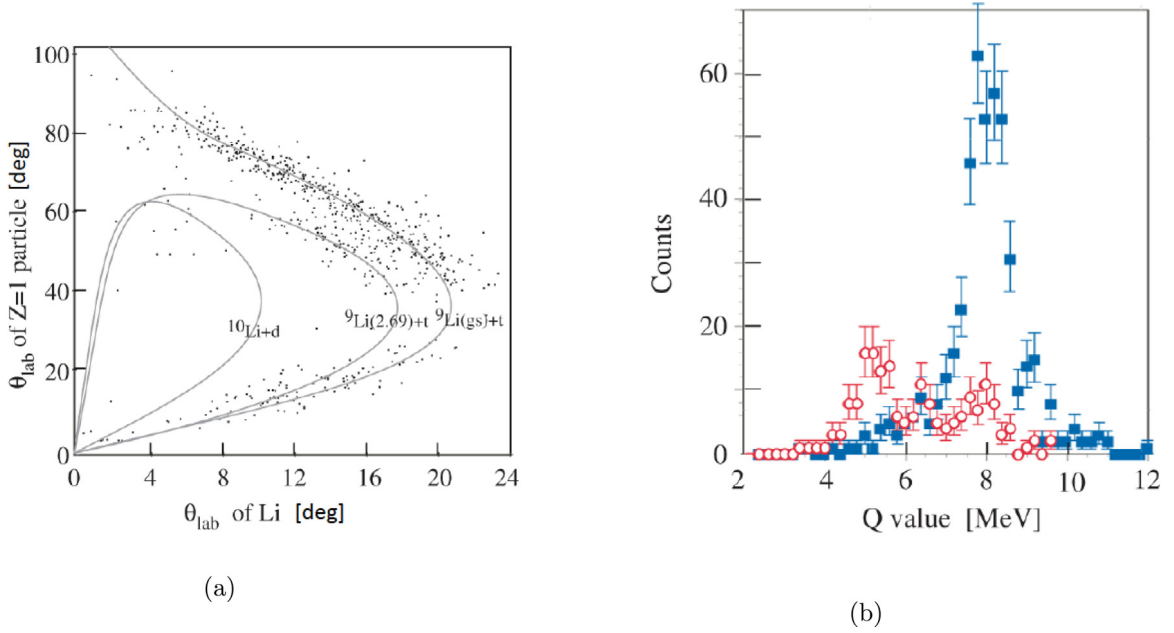 100
80
60
40
20
0
θlab of Z=1 particle [deg]
10Li+d
9Li(2.69)+t
9Li(gs)+t
0
4
8
12
16
20
24
θlab of Li [deg]
(a)
60
40
20
0
Counts
2
4
6
8
10
12
Q value [MeV]
(b)